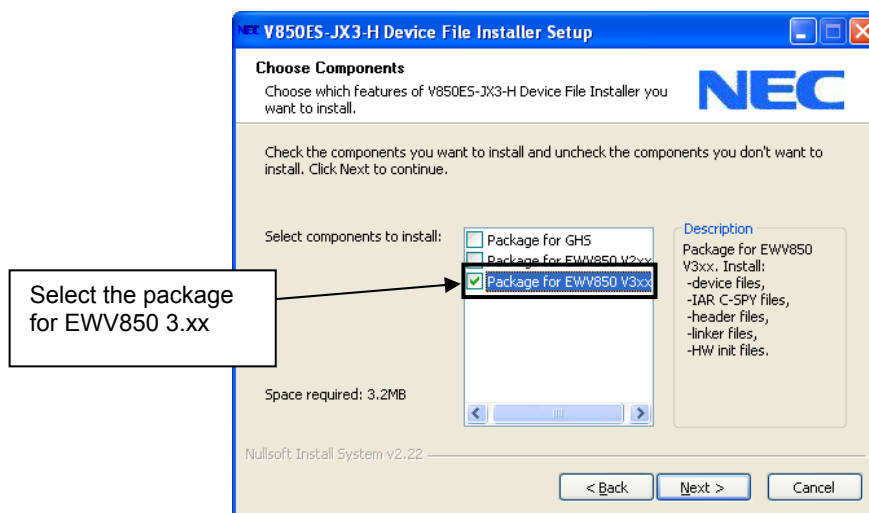 NEC V850ES-JX3-H Device File Installer Setup
Choose Components
Choose which features of V850ES-JX3-H Device File Installer you
want to install.
NEC
Check the components you want to install and uncheck the components you don't want to
install. Click Next to continue.
Select components to install:
Package for GHS
Package for EWV850 V2xx
Package for EWV850 V3xx
Description
Package for EWV850
V3xx. Install:
-device files,
-IAR C-SPY files,
-header files,
-linker files,
-HW init files.
Select the package
for EWV850 3.xx
Space required: 3.2MB
Nullsoft Install System v2.22
< Back
Next >
Cancel